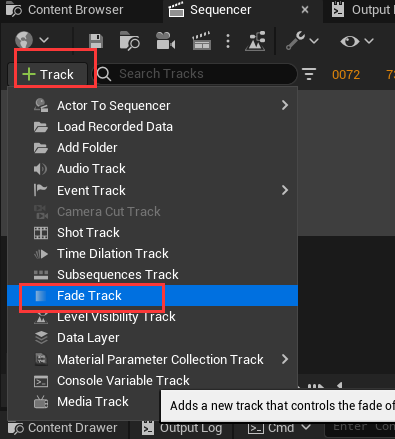 Content Browser
Sequencer
Output L
+ Track
Search Tracks
0072
Actor To Sequencer
Load Recorded Data
Add Folder
Audio Track
Event Track
Camera Cut Track
Shot Track
Time Dilation Track
Subsequences Track
Fade Track
Level Visibility Track
Data Layer
Material Parameter Collection Track
Console Variable Track
Media Track
Adds a new track that controls the fade of
Content Drawer
Output Log
Cmd
Enter Con